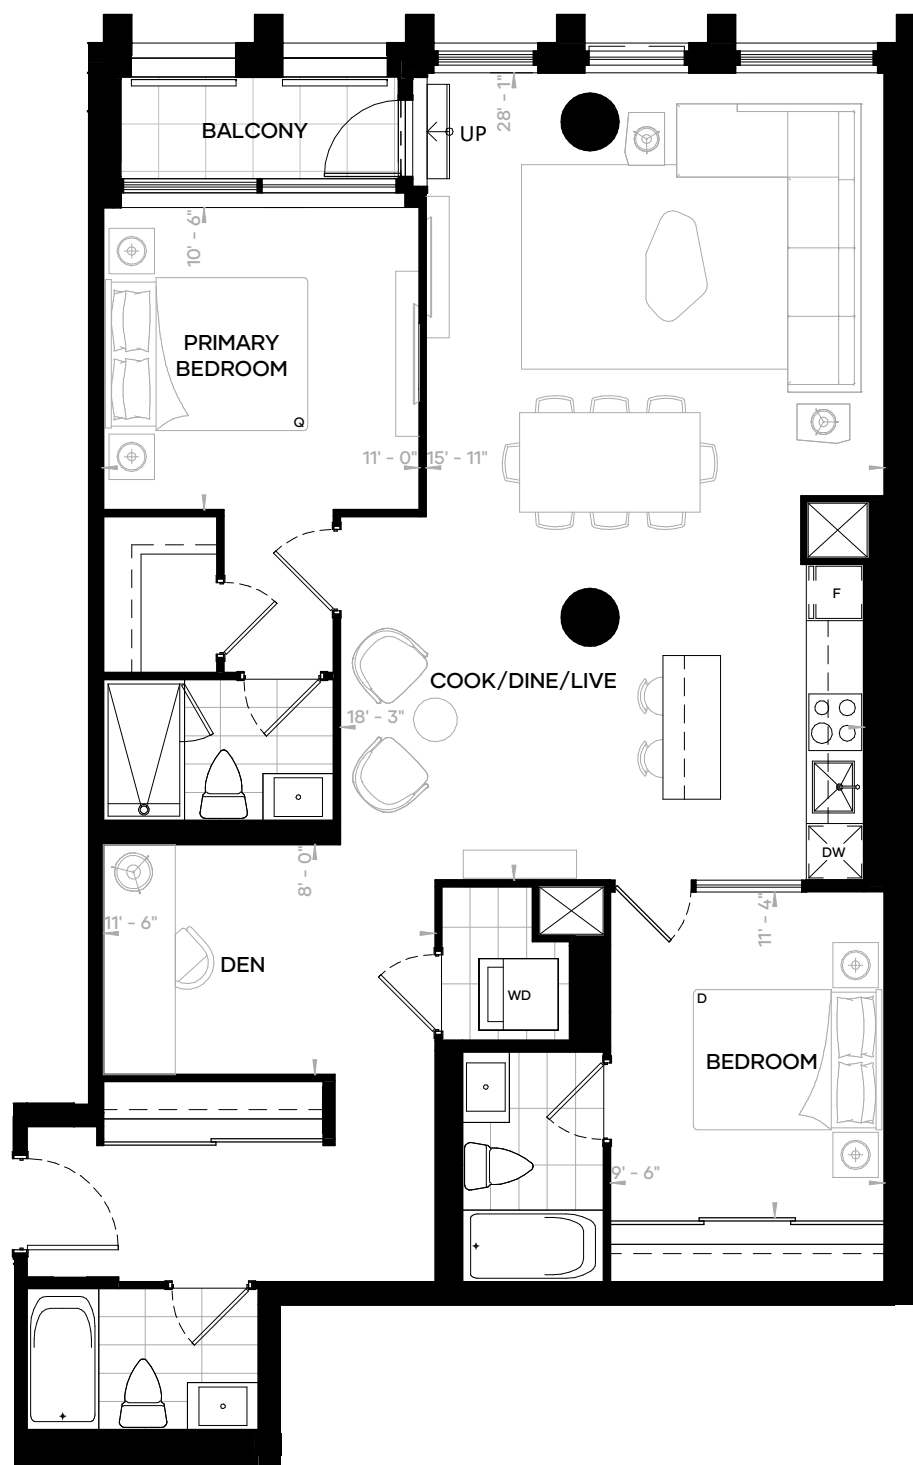 BALCONY
UP
28' - 1"
10' - 6"
PRIMARY
BEDROOM
Q
11' - 0"
15' - 11"
F
COOK/DINE/LIVE
18' - 3"
DW
8' - 0"
11' - 6"
11' - 4"
DEN
WD
D
BEDROOM
9' - 6"